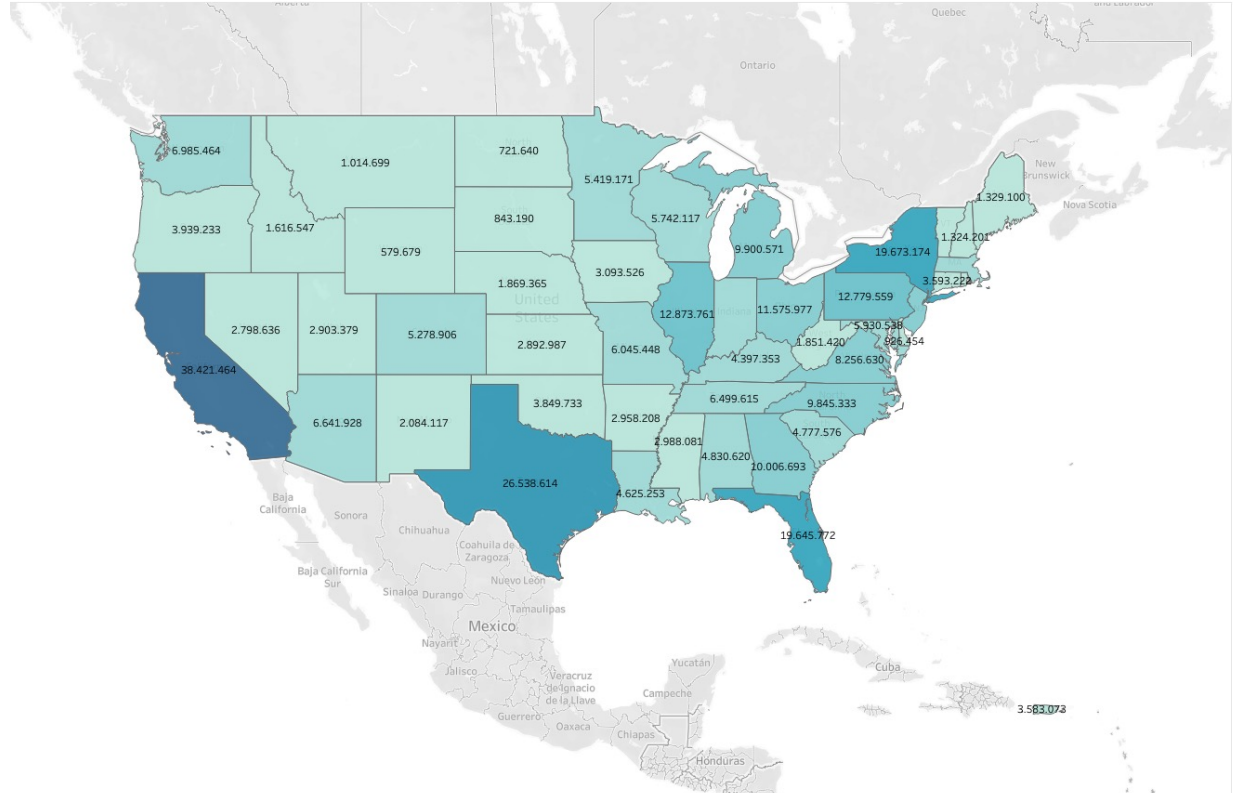 Quebec
Ontario
New
Brunswick
Nova Scotia
6.985.464
1.014.699
721.640
5.419.171
1.329.100
3.939.233
1.616.547
843.190
5.742.117
1.324.201
579.679
9.900.571
19.673.174
3.093.526
1.869.365
United
States
12.779.559
2.798.636
2.903.379
5.278.906
2.892.987
12.873.761
11.575.977
6.045.448
1.851.420
926.454
8.256.630
38.421.464
4.397.353
6.499.615
9.845.333
6.641.928
2.084.117
3.849.733
2.958.208
4.777.576
2.988.081
4.830.620
10.006.693
26.538.614
4.625.253
19.645.772
Baja
California
Sonora
Chihuahua
Coahuila de
Zaragoza
Baja California
Sur
Nuevo León
Sinaloa
Durango
Tamaulipas
Mexico
Nayarit
Jalisco
Veracruz
de Ignacio
de la Llave
Yucatán
Campeche
Cuba
Guerrero
Oaxaca
Chiapas
3.583.073
Honduras